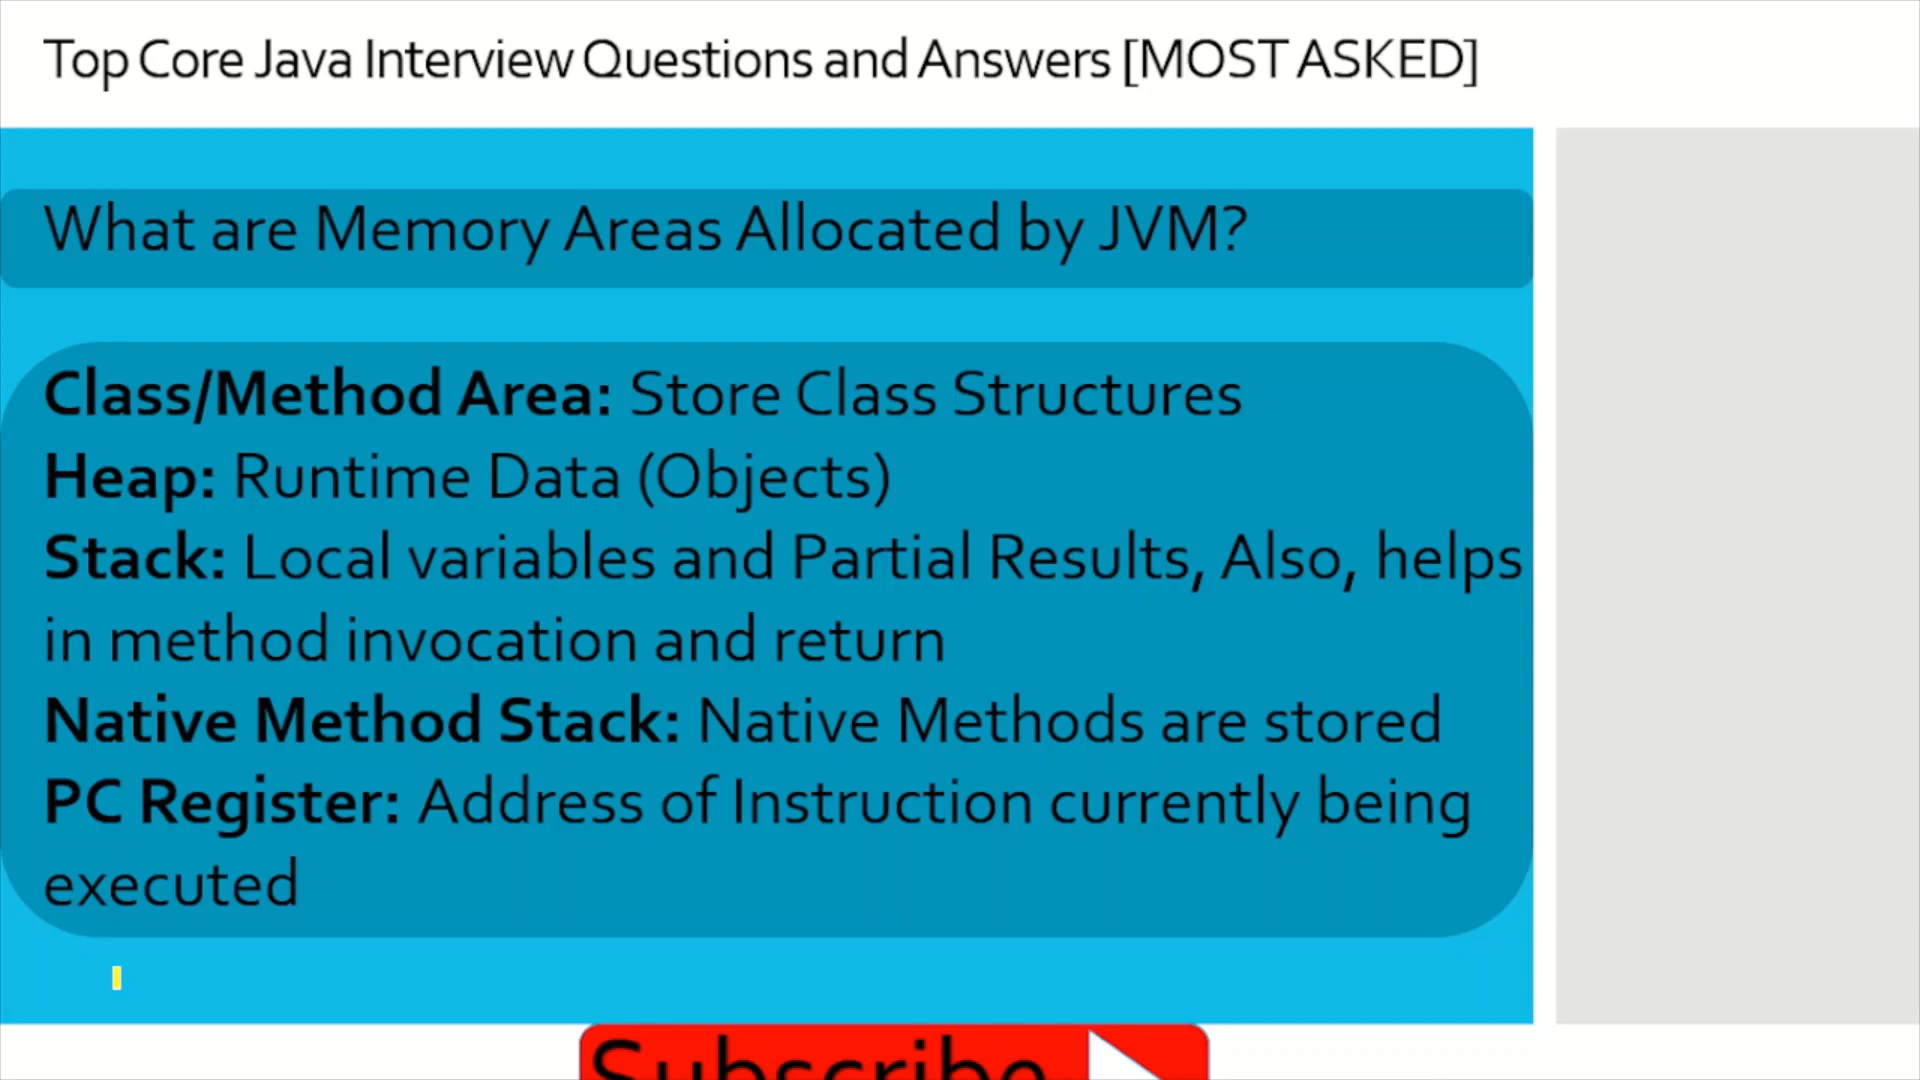 Top Core Java Interview Questions and Answers [MOST ASKED]
What are Memory Areas Allocated by JVM?
Class/Method Area: Store Class Structures
Heap: Runtime Data (Objects)
Stack: Local variables and Partial Results, Also, helps
in method invocation and return
Native Method Stack: Native Methods are stored
PC Register: Address of Instruction currently being
executed
Subscribe